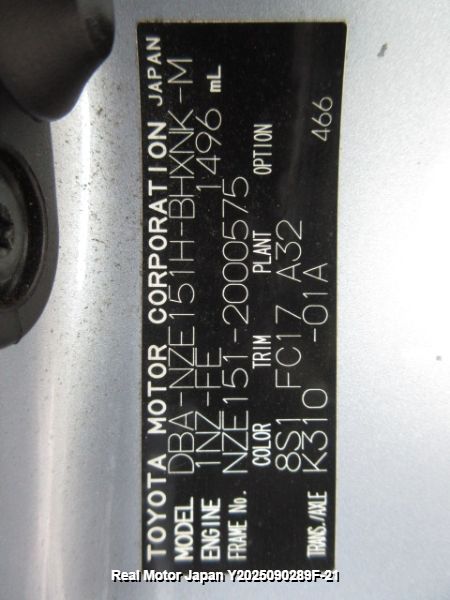 TOYOTA MOTOR CORPORATION JAPAN
MODEL DBA-NZE151H-BHXNK-M
ENGINE 1NZ-FE 1496 mL
FRAME No. NZE151-2000575
COLOR TRIM PLANT OPTION
8S1 FC17 A32
TRANS./AXLE K310 -01A 466
Real Motor Japan Y2025090289F-21